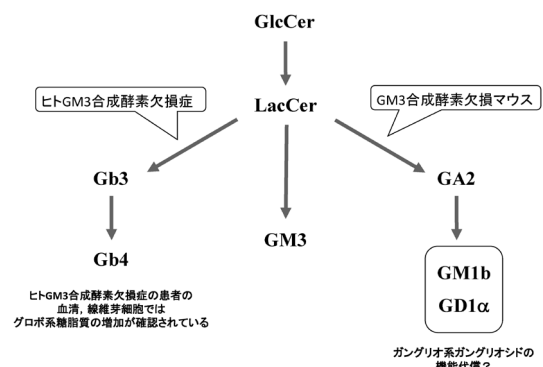 GlcCer
ヒトGM3合成酵素欠損症
GM3合成酵素欠損マウス
LacCer
Gb3
GA2
GM3
Gb4
GM1b
GD1α
ヒトGM3合成酵素欠損症の患者の
血清，線維芽細胞では
グロボ系糖脂質の増加が確認されている
ガングリオ系ガングリオシドの
機能代償？